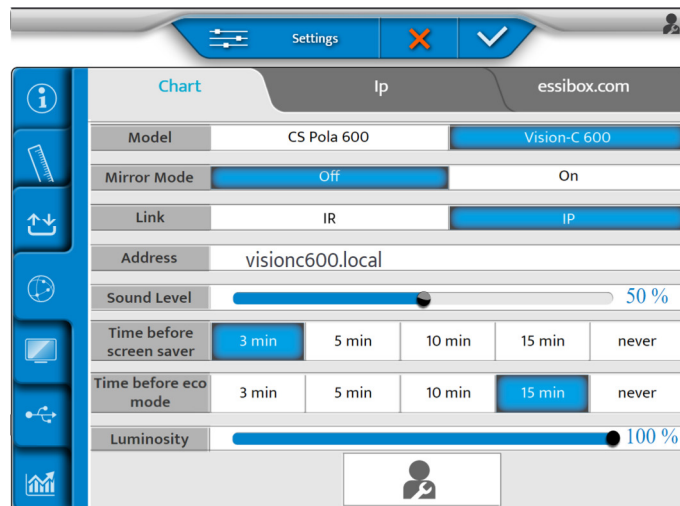 Settings
Chart Ip essibox.com
Model CS Pola 600 Vision-C 600
Mirror Mode Off On
Link IR IP
Address visionc600.local
Sound Level 50 %
Time before screen saver 3 min 5 min 10 min 15 min never
Time before eco mode 3 min 5 min 10 min 15 min never
Luminosity 100 %